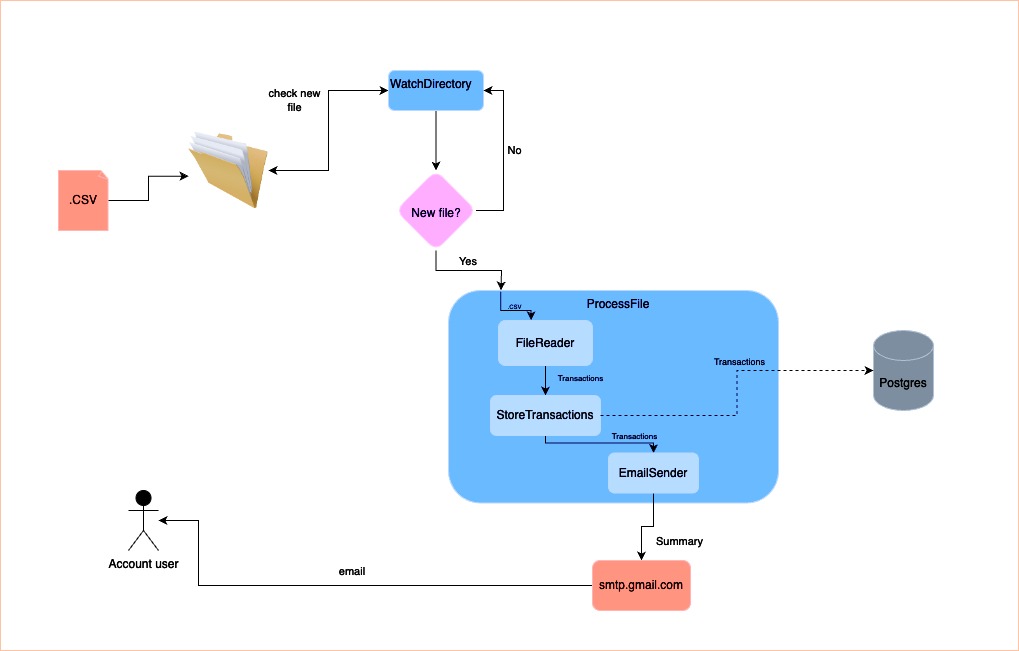 WatchDirectory
check new
file
No
.CSV
New file?
Yes
ProcessFile
.csv
FileReader
Transactions
Transactions
Postgres
StoreTransactions
Transactions
EmailSender
Summary
Account user
email
smtp.gmail.com